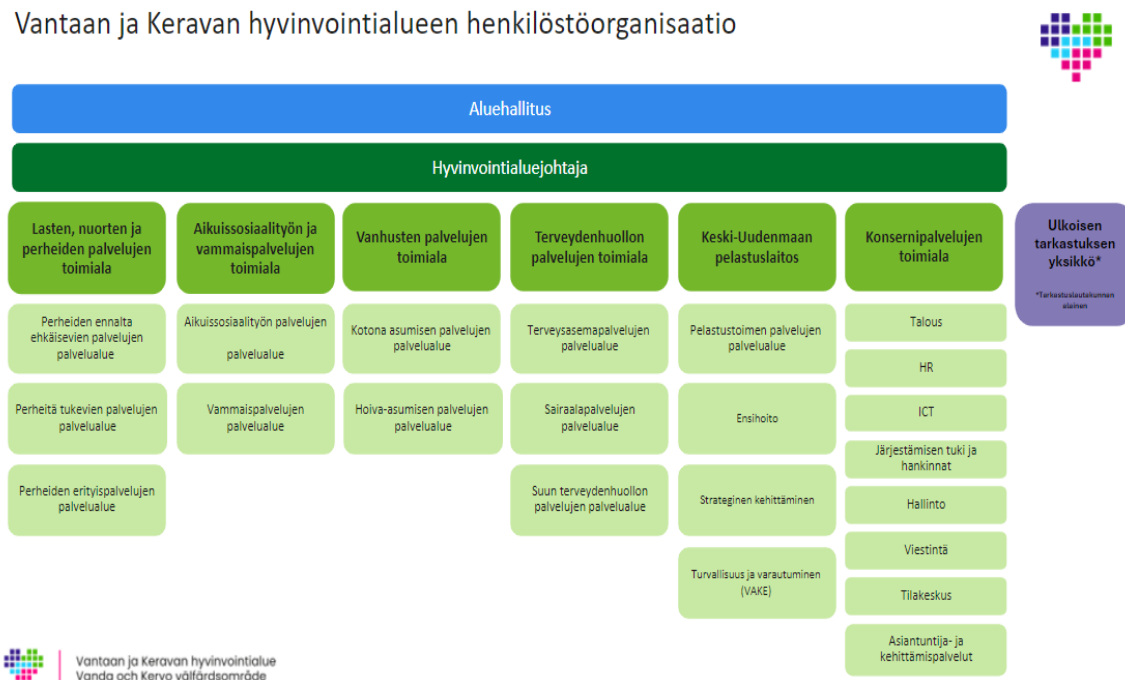 Vantaan ja Keravan hyvinvointialueen henkilöstöorganisaatio
Aluehallitus
Hyvinvointialuejohtaja
Lasten, nuorten ja
perheiden palvelujen
toimiala
Perheiden ennalta
ehkäisevien palvelujen
palvelualue
Perheitä tukevien palvelujen
palvelualue
Perheiden erityispalvelujen
palvelualue
Aikuissosiaalityön ja
vammaispalvelujen
toimiala
Aikuissosiaalityön palvelujen
palvelualue
Vammaispalvelujen
palvelualue
Vanhusten palvelujen
toimiala
Kotona asumisen palvelujen
palvelualue
Hoiva-asumisen palvelujen
palvelualue
Terveydenhuollon
palvelujen toimiala
Terveysasemapalvelujen
palvelualue
Sairaalapalvelujen
palvelualue
Suun terveydenhuollon
palvelujen palvelualue
Keski-Uudenmaan
pelastuslaitos
Pelastustoimen palvelujen
palvelualue
Ensihoito
Strateginen kehittäminen
Turvallisuus ja varautuminen
(VAKE)
Konsernipalvelujen
toimiala
Talous
HR
ICT
Järjestämisen tuki ja
hankinnat
Hallinto
Viestintä
Tilakeskus
Asiantuntija- ja
kehittämispalvelut
Ulkoisen
tarkastuksen
yksikkö*
*Tarkastuslautakunnan
alainen
Vantaan ja Keravan hyvinvointialue
Vanda och Kervo välfärdsområde